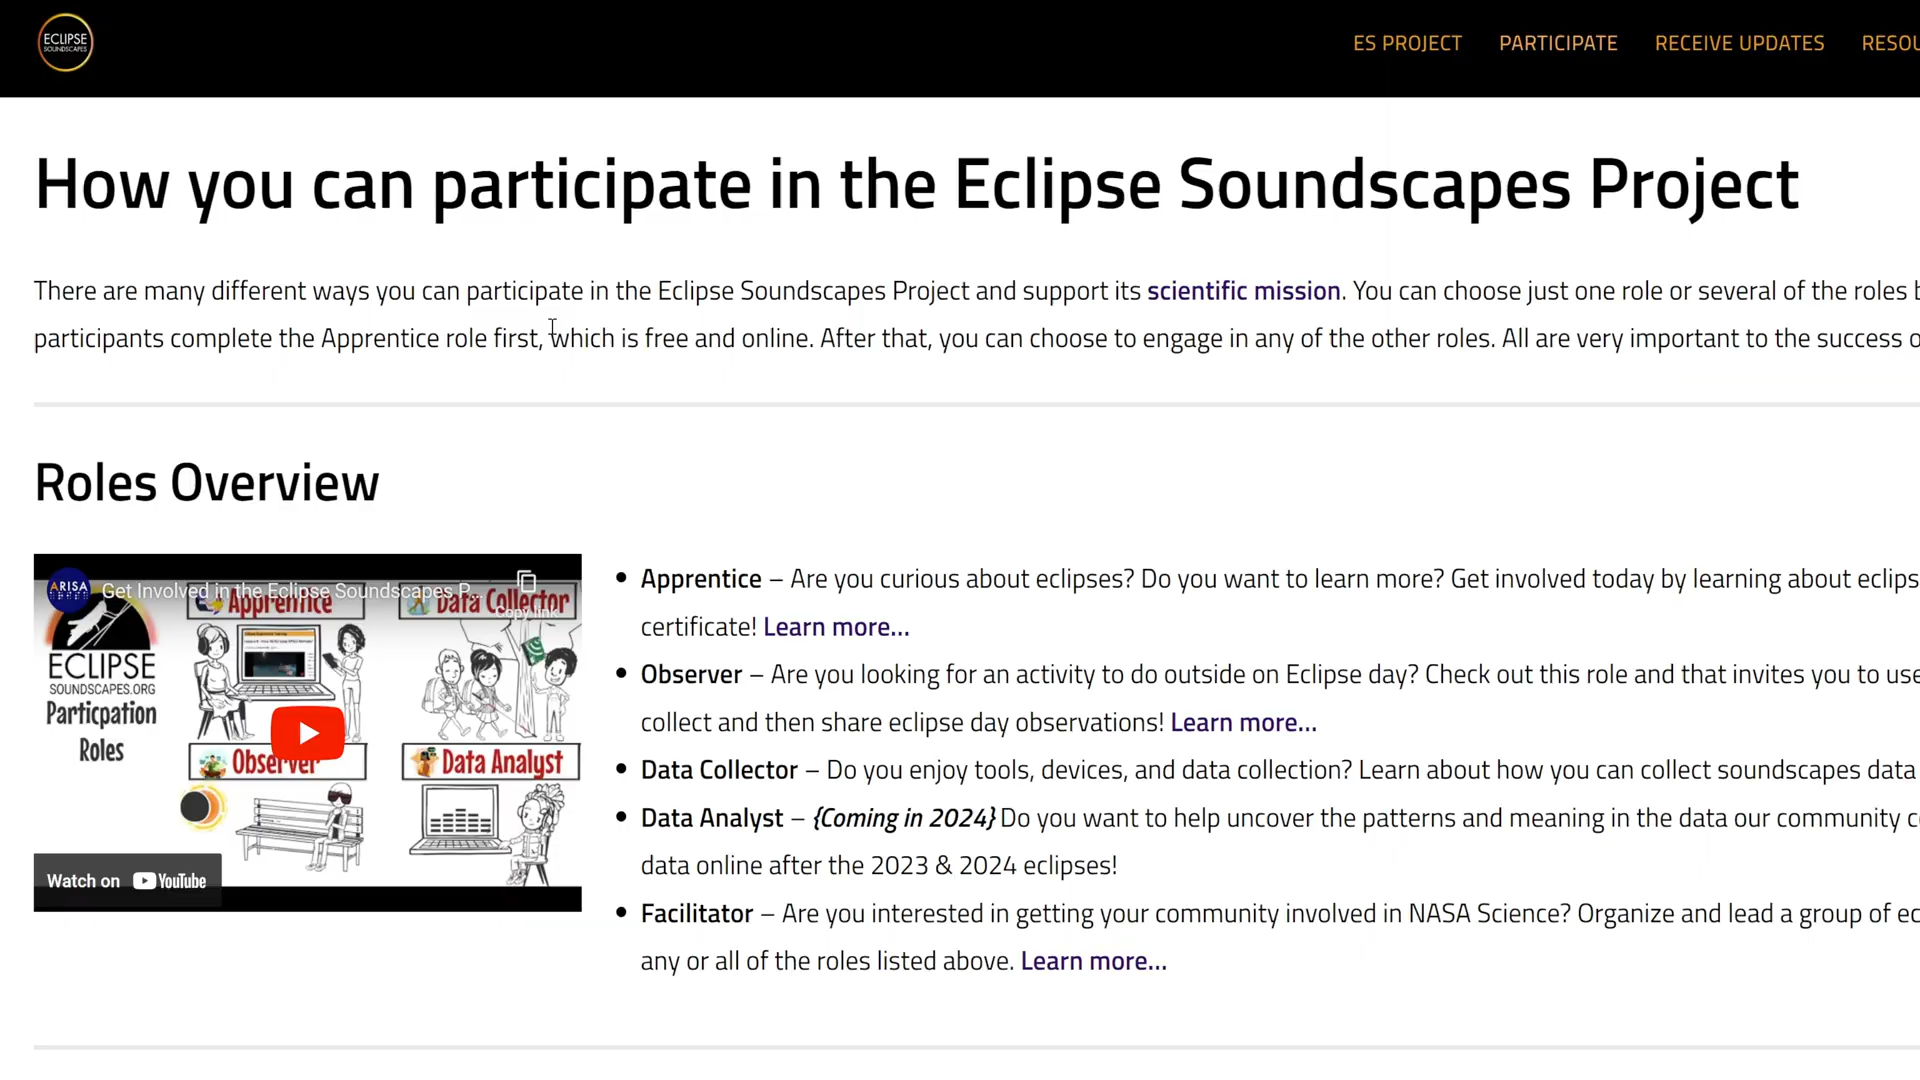 ECLIPSE
SOUNDSCAPES
ES PROJECT PARTICIPATE RECEIVE UPDATES RESOU
How you can participate in the Eclipse Soundscapes Project
There are many different ways you can participate in the Eclipse Soundscapes Project and support its scientific mission. You can choose just one role or several of the roles b
participants complete the Apprentice role first, which is free and online. After that, you can choose to engage in any of the other roles. All are very important to the success o
Roles Overview
ARISA
Get Involved in the Eclipse Soundscapes P...
Copy link
Apprentice
Data Collector
ECLIPSE
SOUNDSCAPES.ORG
Particpation
Roles
Observer
Data Analyst
Watch on YouTube
• Apprentice – Are you curious about eclipses? Do you want to learn more? Get involved today by learning about eclips
certificate! Learn more...
• Observer – Are you looking for an activity to do outside on Eclipse day? Check out this role and that invites you to use
collect and then share eclipse day observations! Learn more...
• Data Collector – Do you enjoy tools, devices, and data collection? Learn about how you can collect soundscapes data
• Data Analyst – {Coming in 2024} Do you want to help uncover the patterns and meaning in the data our community c
data online after the 2023 & 2024 eclipses!
• Facilitator – Are you interested in getting your community involved in NASA Science? Organize and lead a group of ec
any or all of the roles listed above. Learn more...